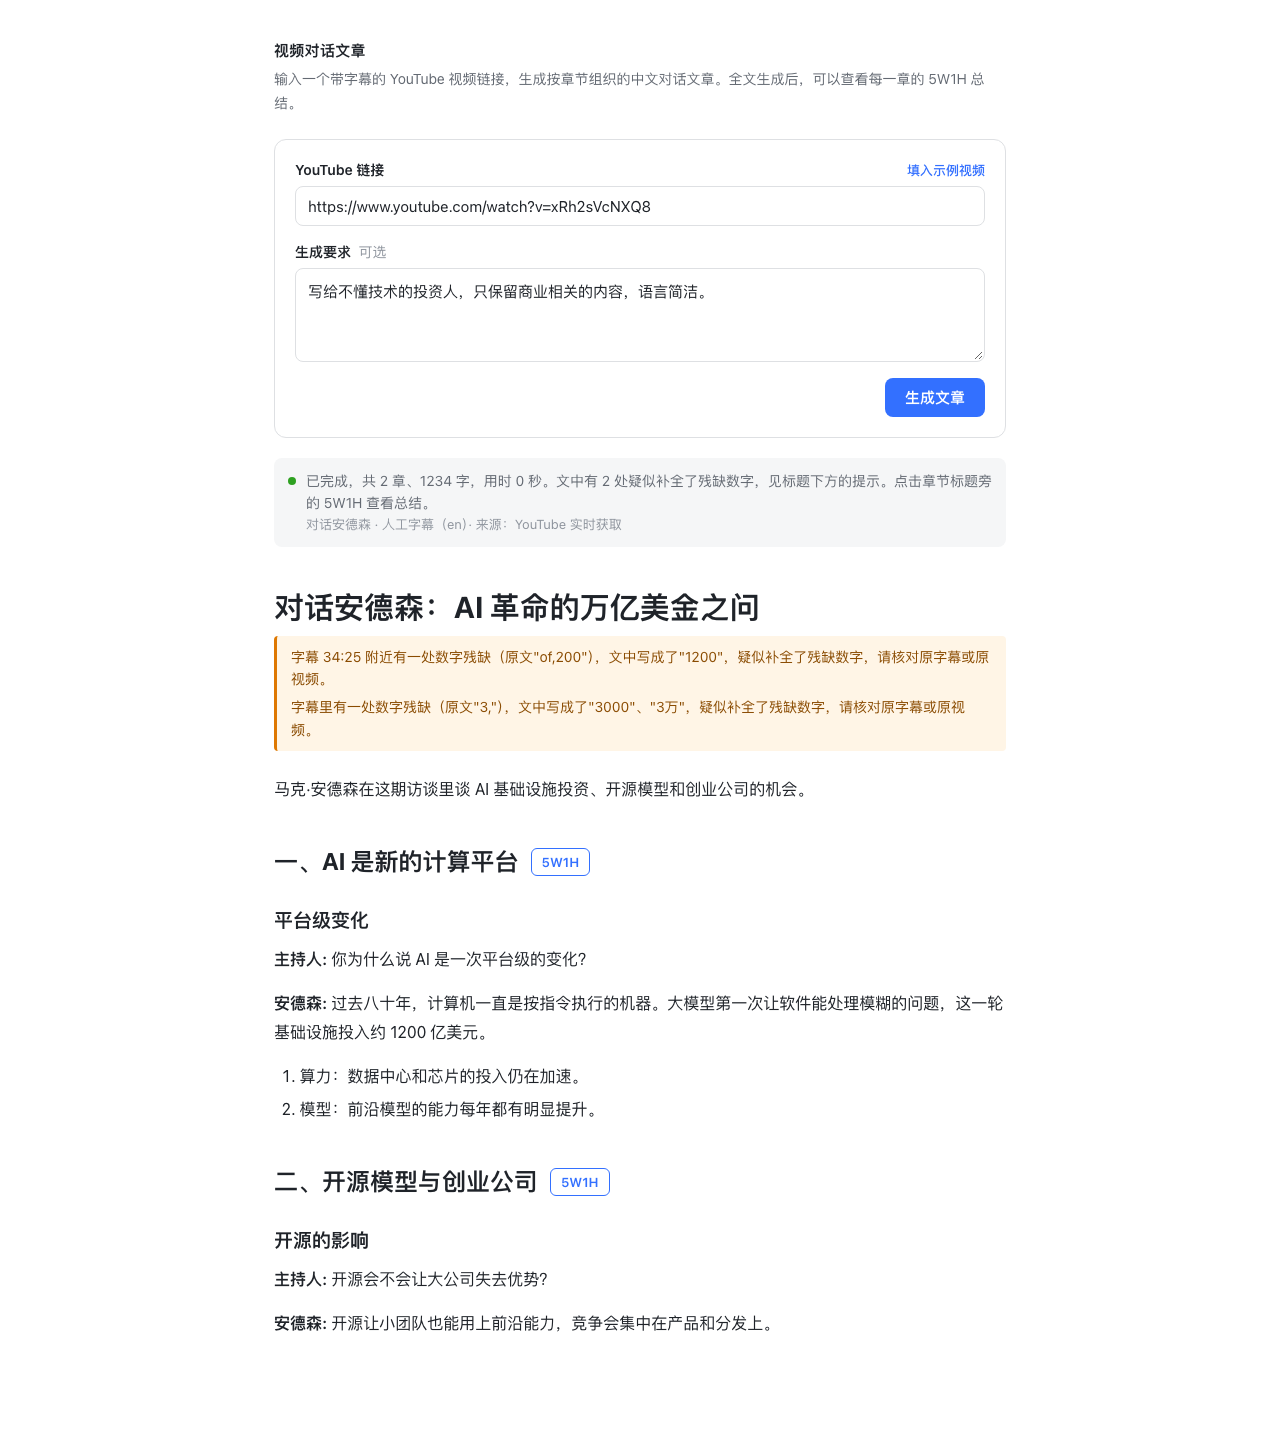 视频对话文章
输入一个带字幕的 YouTube 视频链接，生成按章节组织的中文对话文章。全文生成后，可以查看每一章的 5W1H 总
结。
YouTube 链接
填入示例视频
https://www.youtube.com/watch?v=xRh2sVcNXQ8
生成要求 可选
写给不懂技术的投资人，只保留商业相关的内容，语言简洁。
生成文章
已完成，共 2 章、1234 字，用时 0 秒。文中有 2 处疑似补全了残缺数字，见标题下方的提示。点击章节标题旁
的 5W1H 查看总结。
对话安德森 · 人工字幕（en）· 来源：YouTube 实时获取
对话安德森：AI 革命的万亿美金之问
字幕 34:25 附近有一处数字残缺（原文"of,200"），文中写成了"1200"，疑似补全了残缺数字，请核对原字幕或原
视频。
字幕里有一处数字残缺（原文"3,"），文中写成了"3000"、"3万"，疑似补全了残缺数字，请核对原字幕或原视
频。
马克·安德森在这期访谈里谈 AI 基础设施投资、开源模型和创业公司的机会。
一、AI 是新的计算平台
5W1H
平台级变化
主持人: 你为什么说 AI 是一次平台级的变化？
安德森: 过去八十年，计算机一直是按指令执行的机器。大模型第一次让软件能处理模糊的问题，这一轮
基础设施投入约 1200 亿美元。
1. 算力：数据中心和芯片的投入仍在加速。
2. 模型：前沿模型的能力每年都有明显提升。
二、开源模型与创业公司
5W1H
开源的影响
主持人: 开源会不会让大公司失去优势？
安德森: 开源让小团队也能用上前沿能力，竞争会集中在产品和分发上。